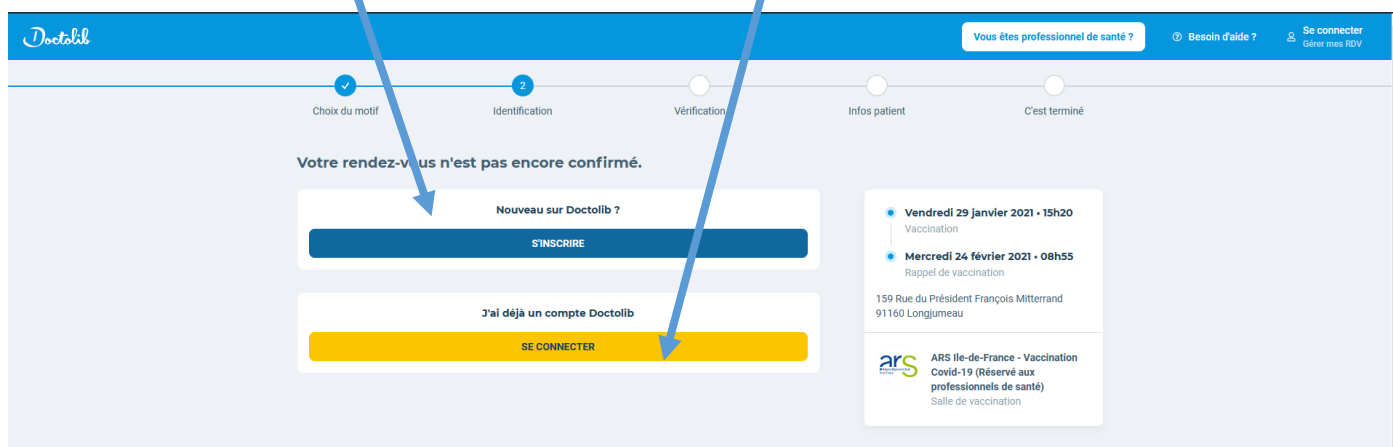 Doctolib
Vous êtes professionnel de santé ?
Besoin d'aide ?
Se connecter
Gérer mes RDV
2
Choix du motif
Identification
Vérification
Infos patient
C'est terminé
Votre rendez-vous n'est pas encore confirmé.
Nouveau sur Doctolib ?
S'INSCRIRE
J'ai déjà un compte Doctolib
SE CONNECTER
Vendredi 29 janvier 2021 • 15h20
Vaccination
Mercredi 24 février 2021 • 08h55
Rappel de vaccination
159 Rue du Président François Mitterrand
91160 Longjumeau
ars
ARS Ile-de-France - Vaccination
Covid-19 (Réservé aux
professionnels de santé)
Salle de vaccination